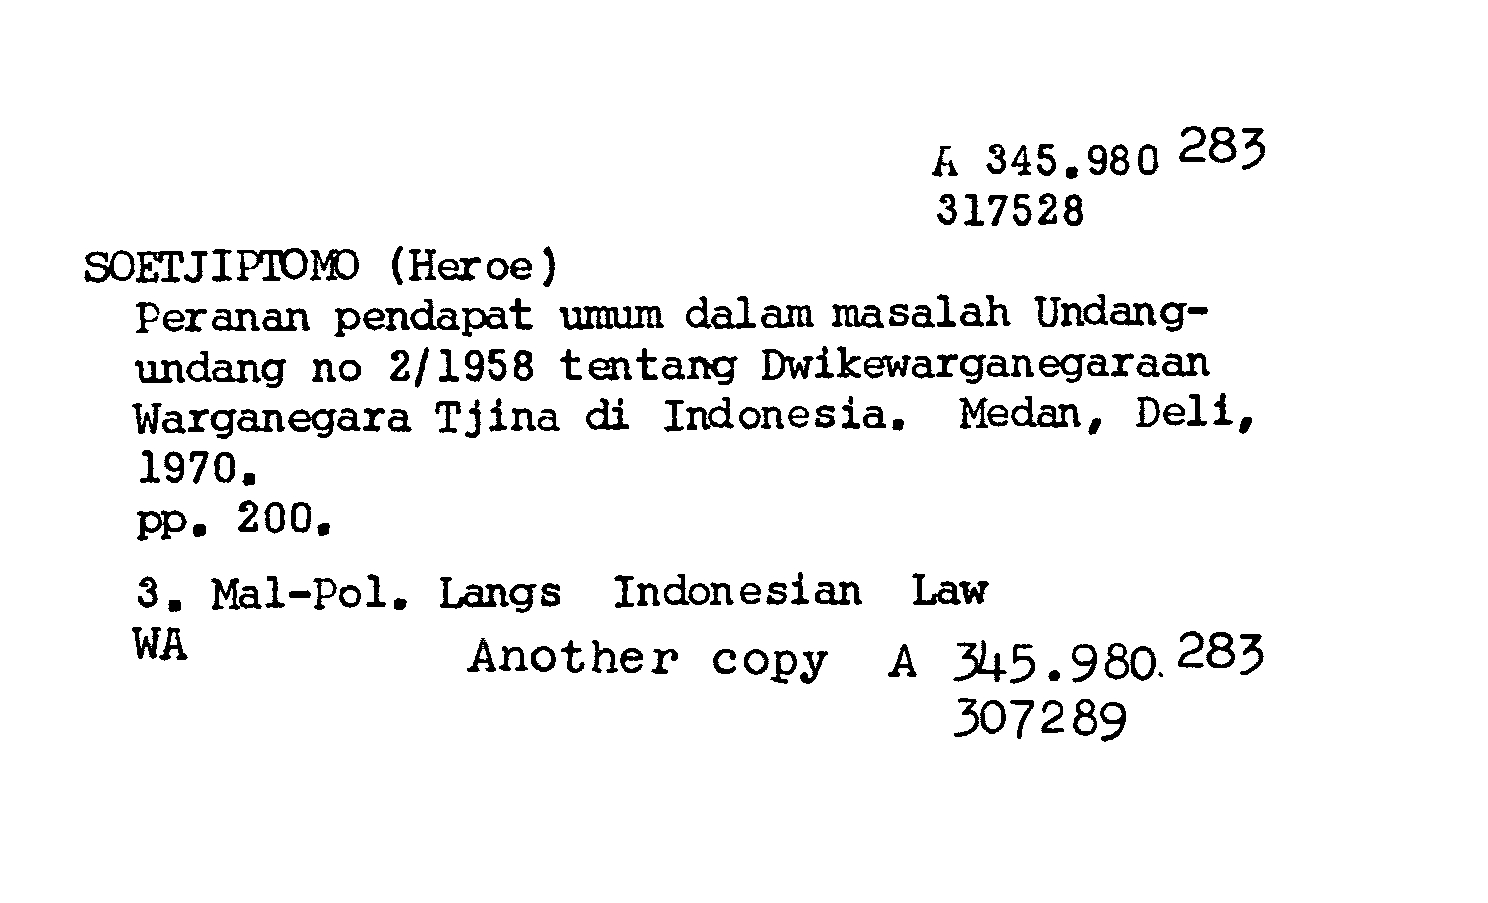 A 345.980 283
317528
SOETJIPTOMO (Heroe)
Peranan pendapat umum dalam masalah Undang-
undang no 2/1958 tentang Dwikewarganegaraan
Warganegara Tjina di Indonesia. Medan, Deli,
1970.
pp. 200.
3. Mal-Pol. Langs Indonesian Law
WA
Another copy A 345.980. 283
307289